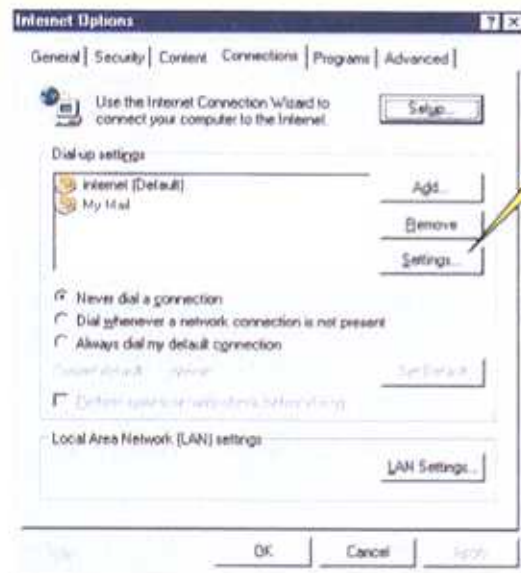 Internet Options
General Security Content Connections Programs Advanced
Use the Internet Connection Wizard to
connect your computer to the Internet.
Setup...
Dial-up settings
Internet (Default)
My Mail
Add...
Remove
Settings...
Never dial a connection
Dial whenever a network connection is not present
Always dial my default connection
Set Default
Local Area Network (LAN) settings
LAN Settings...
OK Cancel Apply